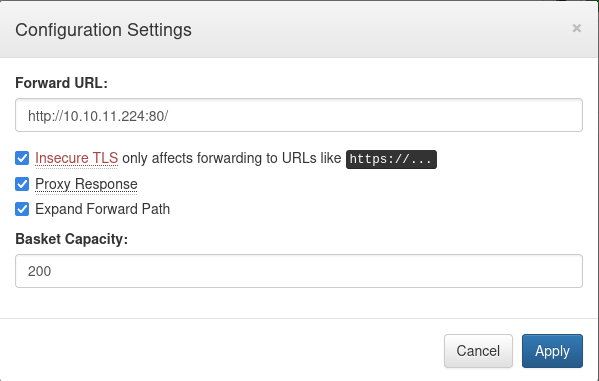 Configuration Settings ×
Forward URL:
http://10.10.11.224:80/
Insecure TLS only affects forwarding to URLs like https://...
Proxy Response
Expand Forward Path
Basket Capacity:
200
Cancel Apply